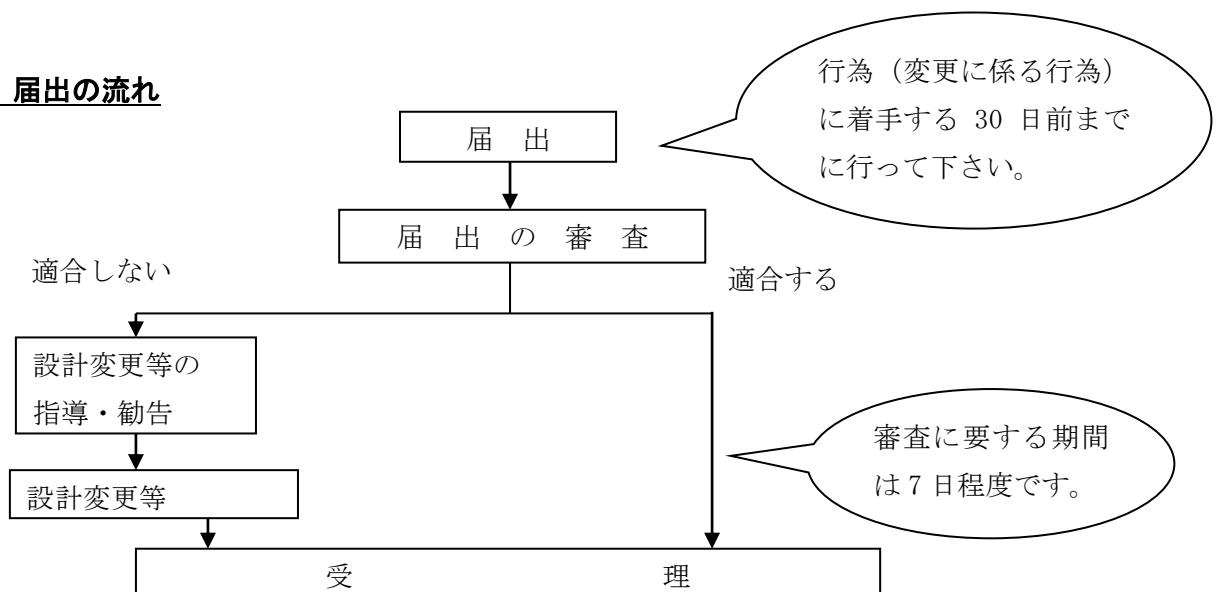 届出の流れ
行為（変更に係る行為）
に着手する 30 日前まで
に行って下さい。
届 出
届 出 の 審 査
適合しない
適合する
設計変更等の
指導・勧告
審査に要する期間
は７日程度です。
設計変更等
受 理